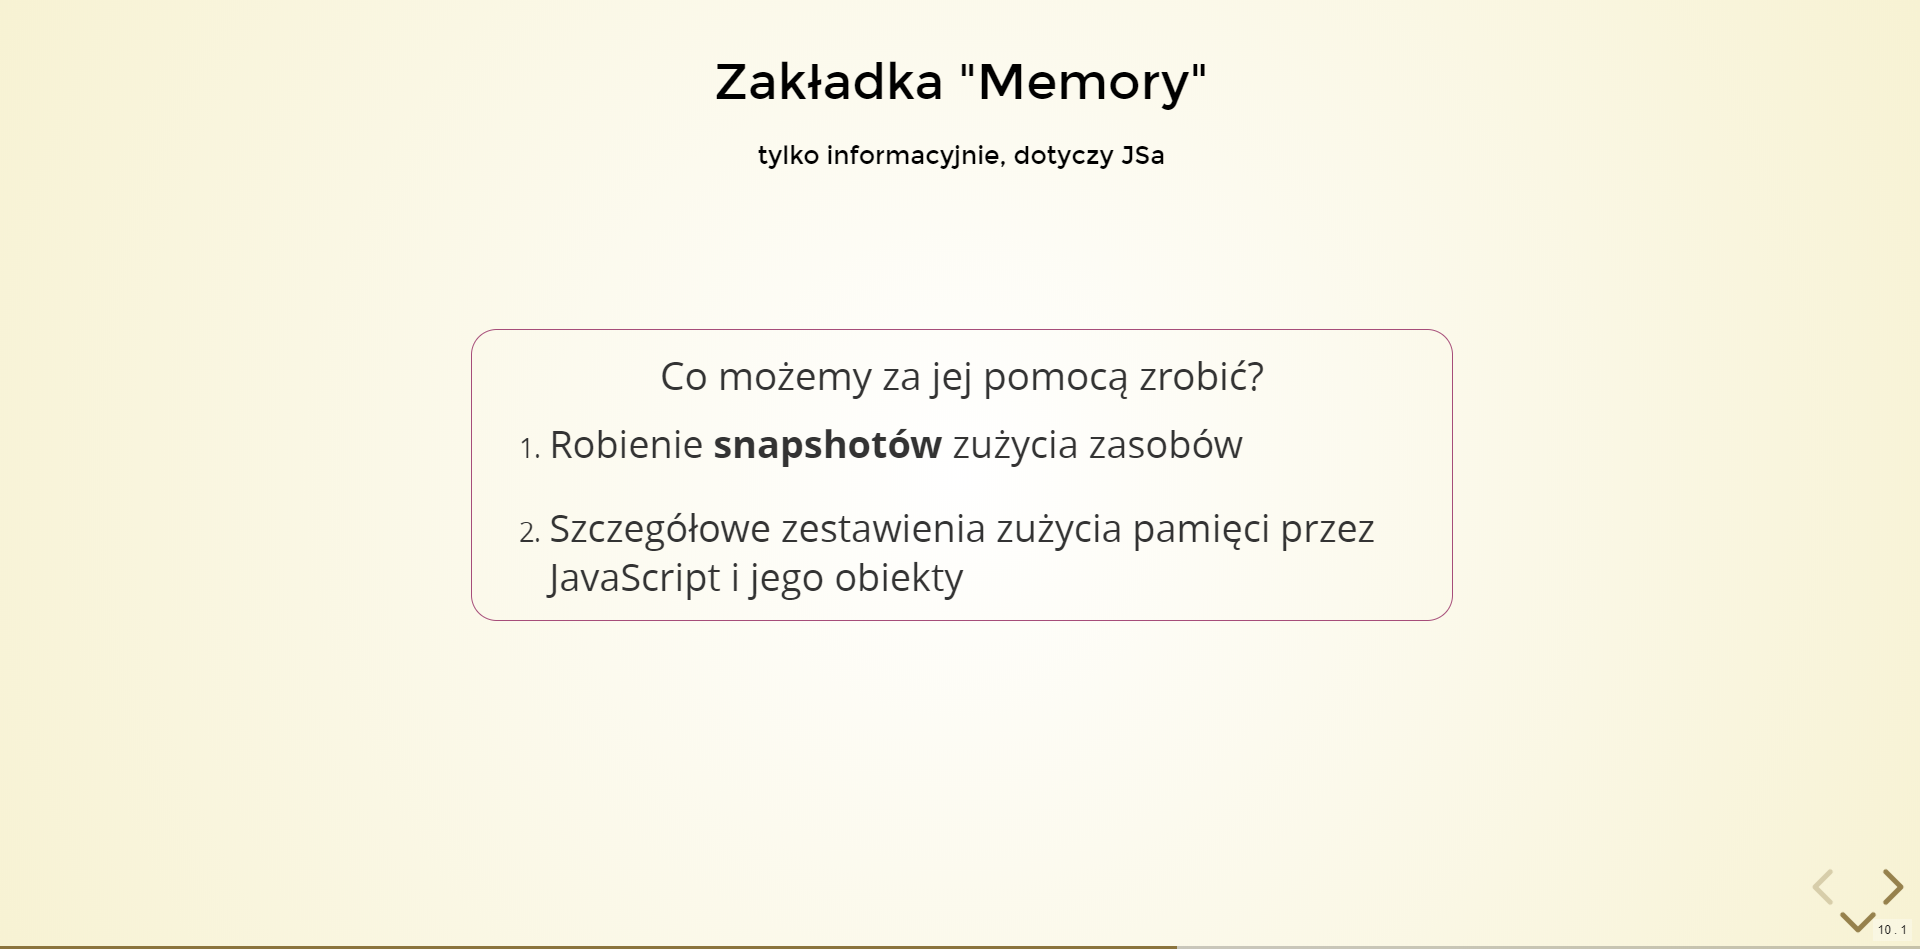 Zakładka "Memory"
tylko informacyjnie, dotyczy JSa
Co możemy za jej pomocą zrobić?
1. Robienie snapshotów zużycia zasobów
2. Szczegółowe zestawienia zużycia pamięci przez
JavaScript i jego obiekty
10 . 1